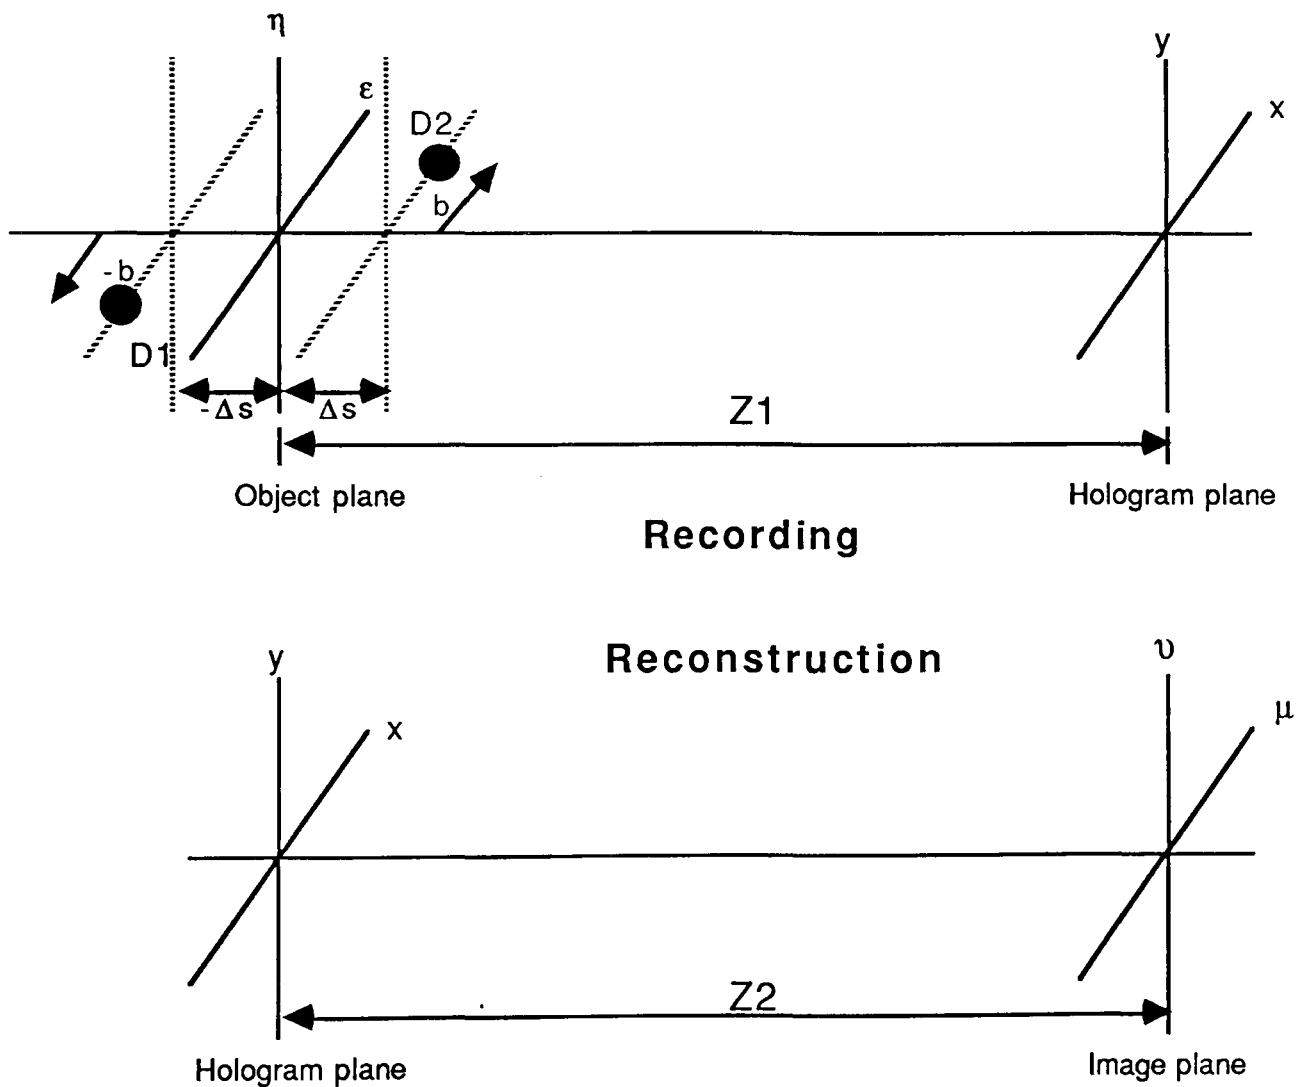 η
y
ε
x
D2
b
-b
D1
-Δs
Δs
Z1
Object plane
Hologram plane
Recording
Reconstruction
y
υ
x
μ
Z2
Hologram plane
Image plane